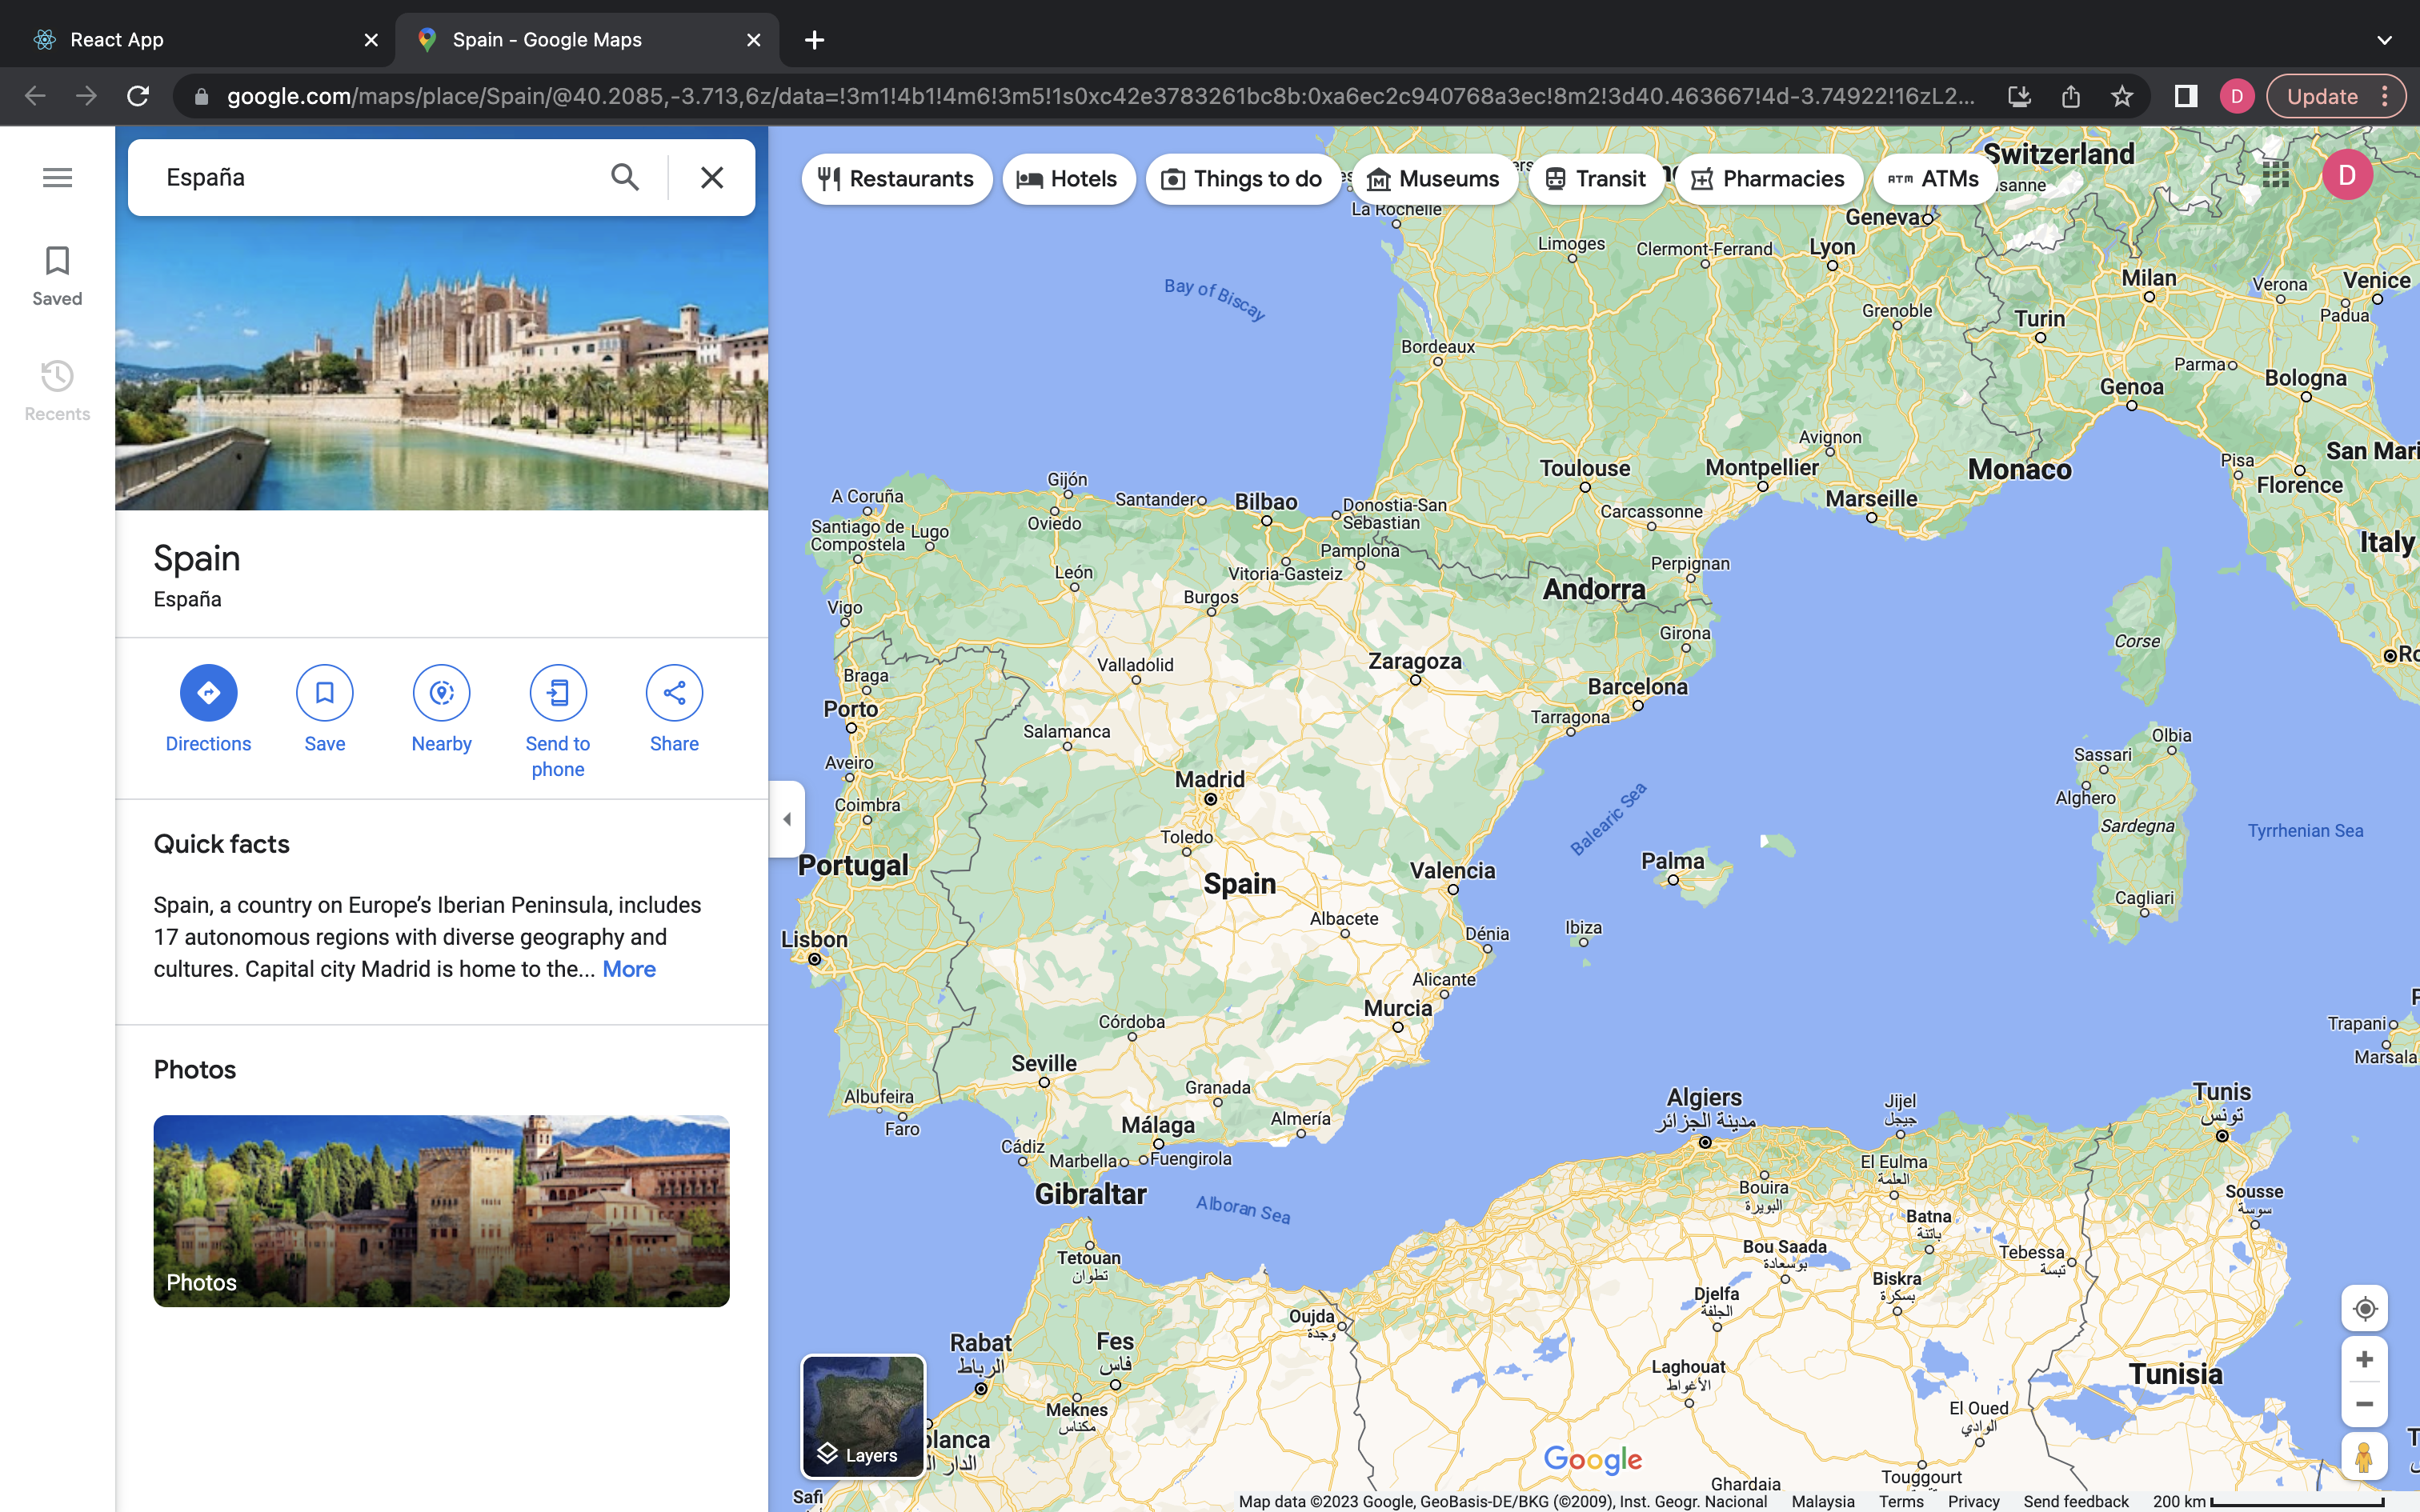 React App
Spain - Google Maps
google.com/maps/place/Spain/@40.2085,-3.713,6z/data=!3m1!4b1!4m6!3m5!1s0xc42e3783261bc8b:0xa6ec2c940768a3ec!8m2!3d40.463667!4d-3.74922!16zL2...
D
Update
España
Saved
Recents
Spain
España
Directions
Save
Nearby
Send to
phone
Share
Quick facts
Spain, a country on Europe’s Iberian Peninsula, includes
17 autonomous regions with diverse geography and
cultures. Capital city Madrid is home to the... More
Photos
Photos
Restaurants
Hotels
Things to do
Museums
Transit
Pharmacies
ATM ATMs
D
Switzerland
Geneva
La Rochelle
Limoges
Clermont-Ferrand
Lyon
Milan
Verona
Venice
Padua
Bay of Biscay
Grenoble
Turin
Bordeaux
Parma
Bologna
Genoa
Avignon
San Mari
Toulouse
Montpellier
Monaco
Pisa
Florence
Marseille
Carcassonne
Gijón
A Coruña
Santander
Bilbao
Donostia-San
Sebastian
Santiago de
Compostela
Lugo
Oviedo
Pamplona
Italy
Perpignan
León
Vitoria-Gasteiz
Andorra
Burgos
Vigo
Girona
Corse
Valladolid
Zaragoza
Braga
Barcelona
Porto
Tarragona
Salamanca
Olbia
Sassari
Aveiro
Madrid
Alghero
Coimbra
Balearic Sea
Sardegna
Tyrrhenian Sea
Toledo
Portugal
Palma
Valencia
Spain
Cagliari
Albacete
Lisbon
Dénia
Ibiza
Alicante
Murcia
Córdoba
Trapani
Marsala
Seville
Granada
Albufeira
Algiers
مدينة الجزائر
Jijel
جيجل
Tunis
تونس
Faro
Málaga
Almería
Cádiz
Marbella
Fuengirola
El Eulma
العلمة
Gibraltar
Alboran Sea
Bouira
البويرة
Sousse
سوسة
Batna
باتنة
Tetouan
تطوان
Bou Saada
بوسعادة
Tebessa
تبسة
Biskra
بسكرة
Djelfa
الجلفة
Oujda
وجدة
Rabat
الرباط
Fes
فاس
Laghouat
الأغواط
Tunisia
Meknes
مكناس
El Oued
الوادي
blanca
الدار
Layers
Google
Touggourt
Ghardaia
Safi
Map data ©2023 Google, GeoBasis-DE/BKG (©2009), Inst. Geogr. Nacional
Malaysia
Terms
Privacy
Send feedback
200 km